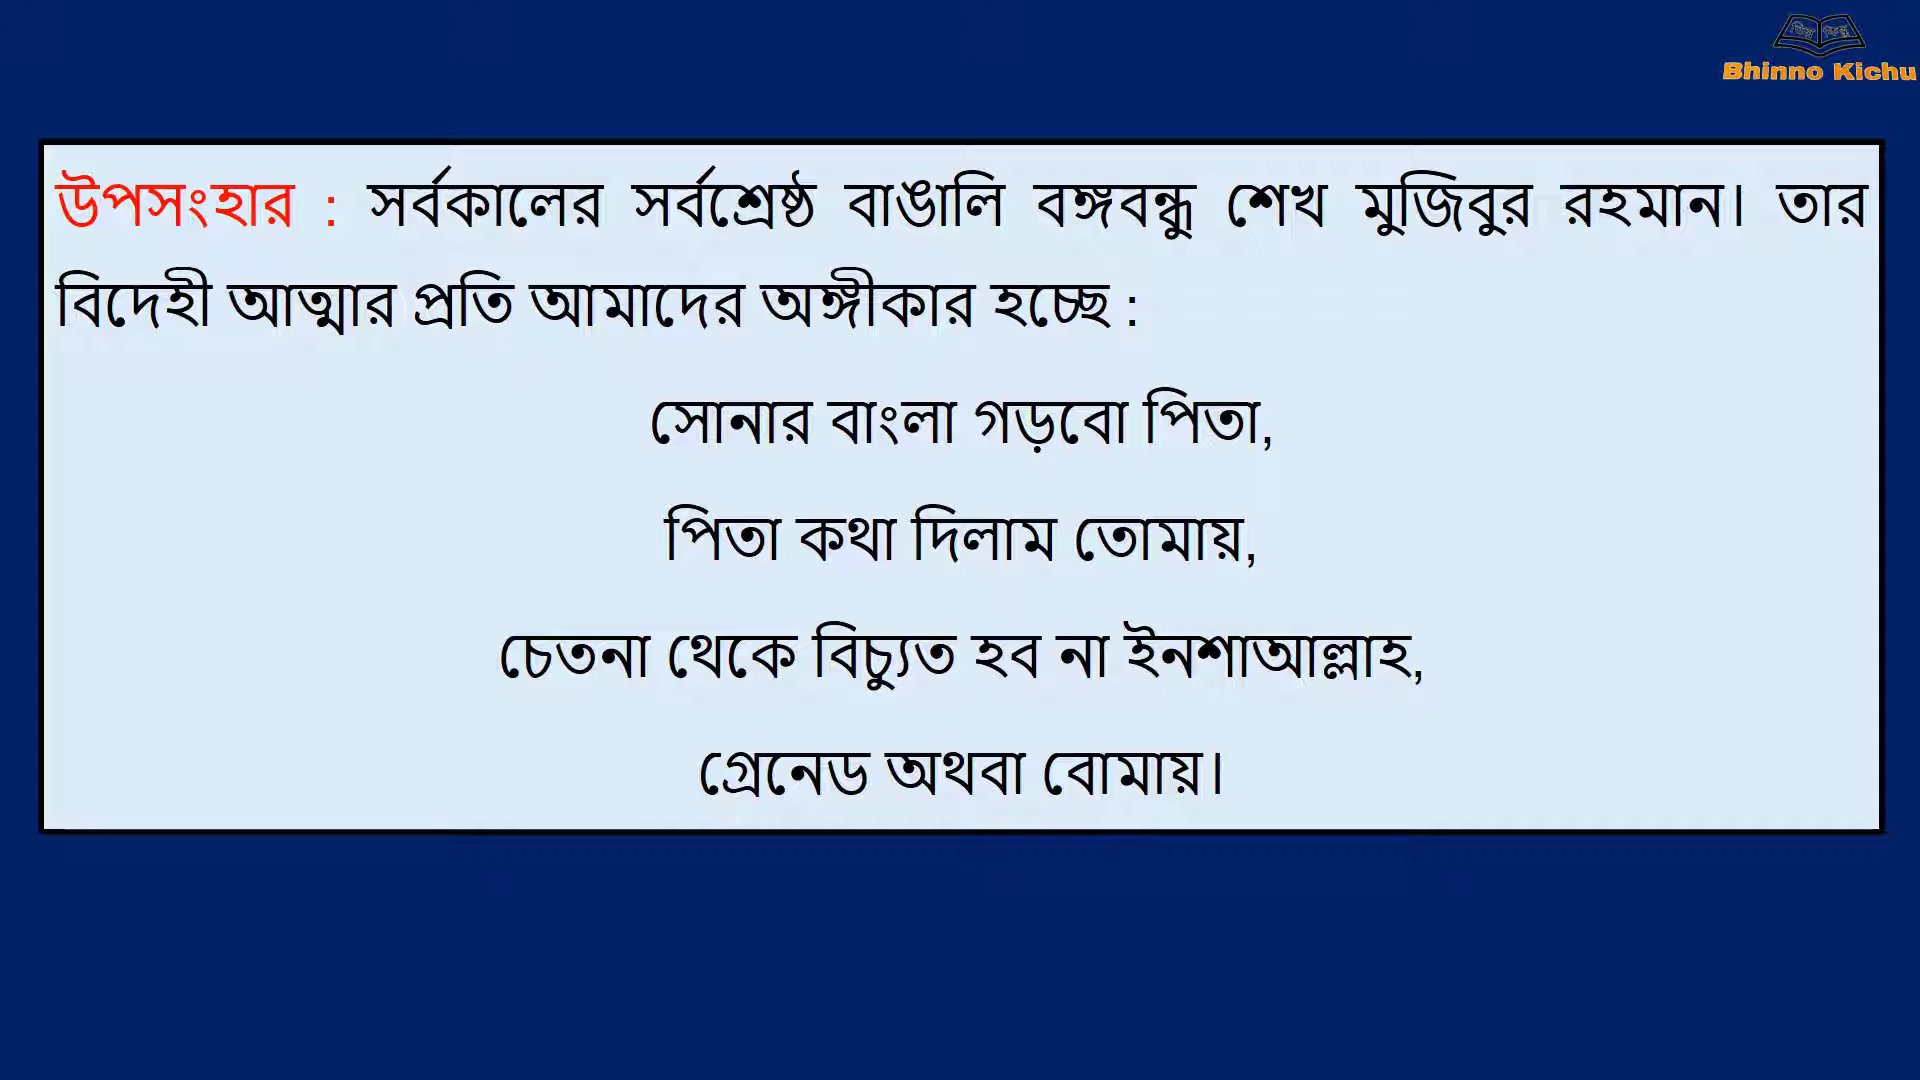 Bhinno Kichu
উপসংহার : সর্বকালের সর্বশ্রেষ্ঠ বাঙালি বঙ্গবন্ধু শেখ মুজিবুর রহমান। তার
বিদেহী আত্মার প্রতি আমাদের অঙ্গীকার হচ্ছে :
সোনার বাংলা গড়বো পিতা,
পিতা কথা দিলাম তোমায়,
চেতনা থেকে বিচ্যুত হব না ইনশাআল্লাহ,
গ্রেনেড অথবা বোমায়।